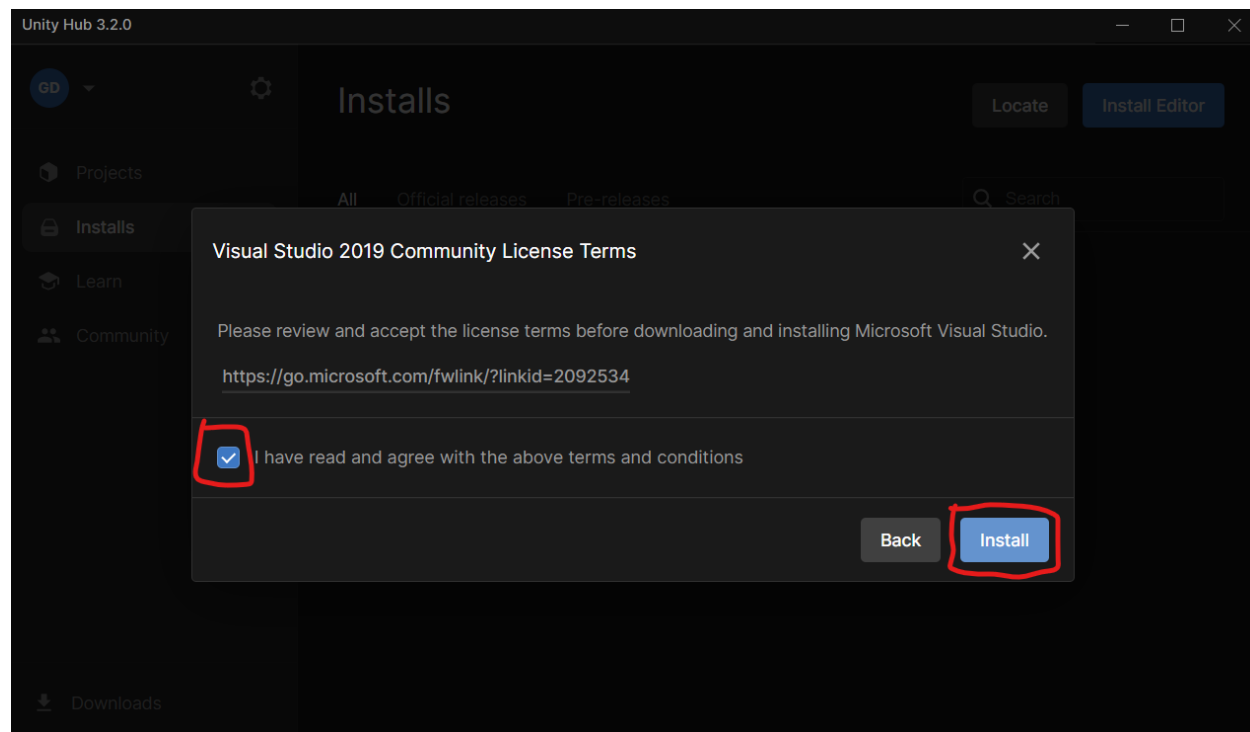 Unity Hub 3.2.0
GD
Installs
Locate
Install Editor
Projects
All
Official releases
Pre-releases
Search
Installs
Visual Studio 2019 Community License Terms
Learn
Please review and accept the license terms before downloading and installing Microsoft Visual Studio.
Community
https://go.microsoft.com/fwlink/?linkid=2092534
I have read and agree with the above terms and conditions
Back
Install
Downloads